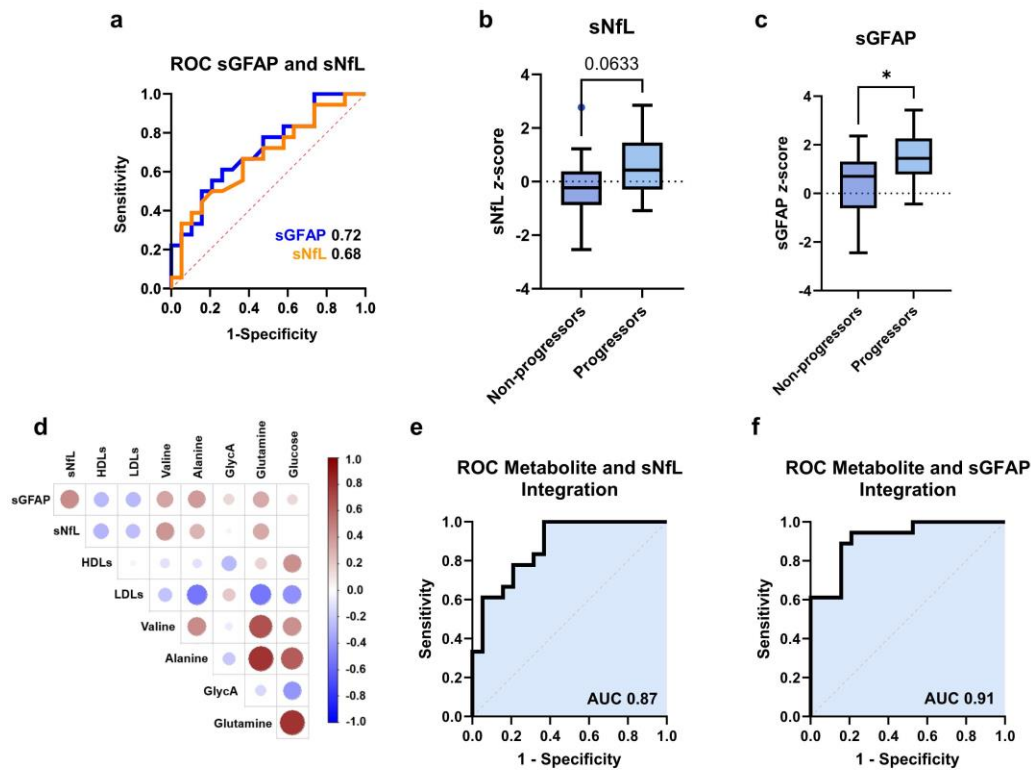 a
ROC sGFAP and sNfL
1.0
0.8
0.6
0.4
0.2
0.0
Sensitivity
sGFAP 0.72
sNfL 0.68
0.0 0.2 0.4 0.6 0.8 1.0
1-Specificity
b
sNfL
0.0633
4
2
0
-2
-4
sNfL z-score
Non-progressors
Progressors
c
sGFAP
*
4
2
0
-2
-4
sGFAP z-score
Non-progressors
Progressors
d
sNfL
HDLs
LDLs
Valine
Alanine
GlycA
Glutamine
Glucose
sGFAP
sNfL
HDLs
LDLs
Valine
Alanine
GlycA
Glutamine
1.0
0.8
0.6
0.4
0.2
0.0
-0.2
-0.4
-0.6
-0.8
-1.0
e
ROC Metabolite and sNfL
Integration
1.0
0.8
0.6
0.4
0.2
0.0
Sensitivity
AUC 0.87
0.0 0.2 0.4 0.6 0.8 1.0
1 - Specificity
f
ROC Metabolite and sGFAP
Integration
1.0
0.8
0.6
0.4
0.2
0.0
Sensitivity
AUC 0.91
0.0 0.2 0.4 0.6 0.8 1.0
1 - Specificity